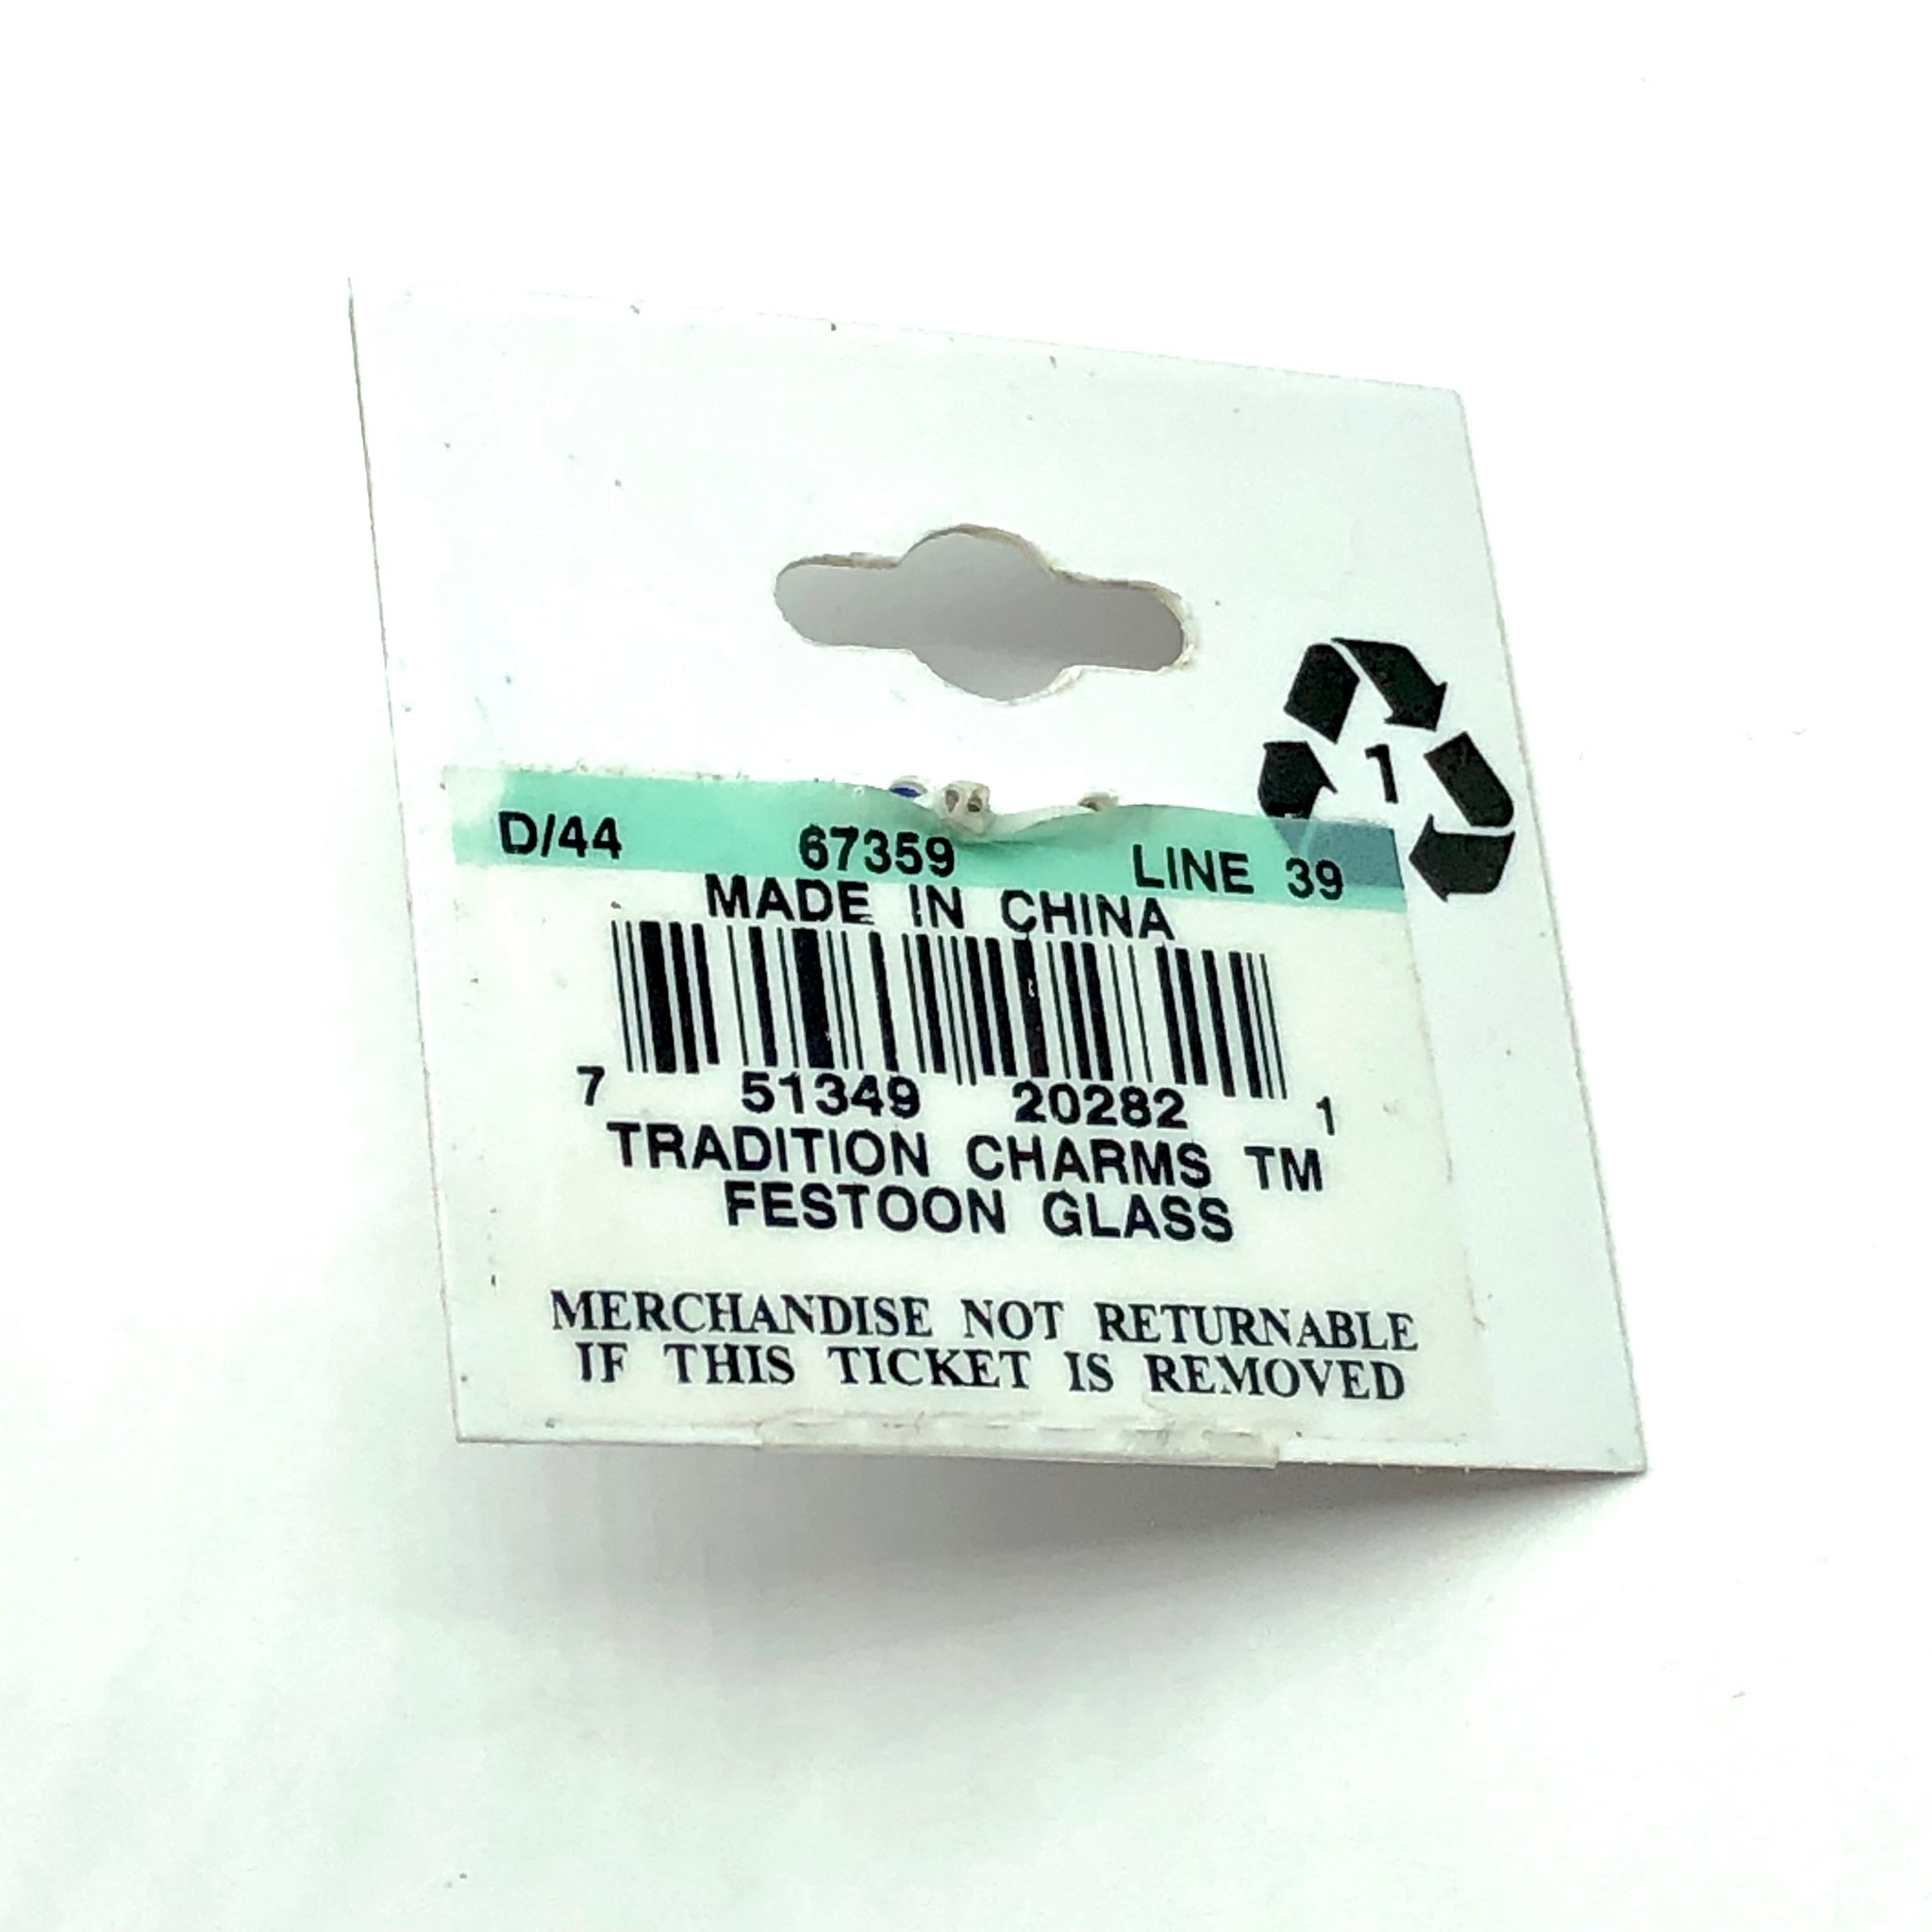 1
D/44 67359 LINE 39
MADE IN CHINA
7 51349 20282 1
TRADITION CHARMS TM
FESTOON GLASS
MERCHANDISE NOT RETURNABLE
IF THIS TICKET IS REMOVED